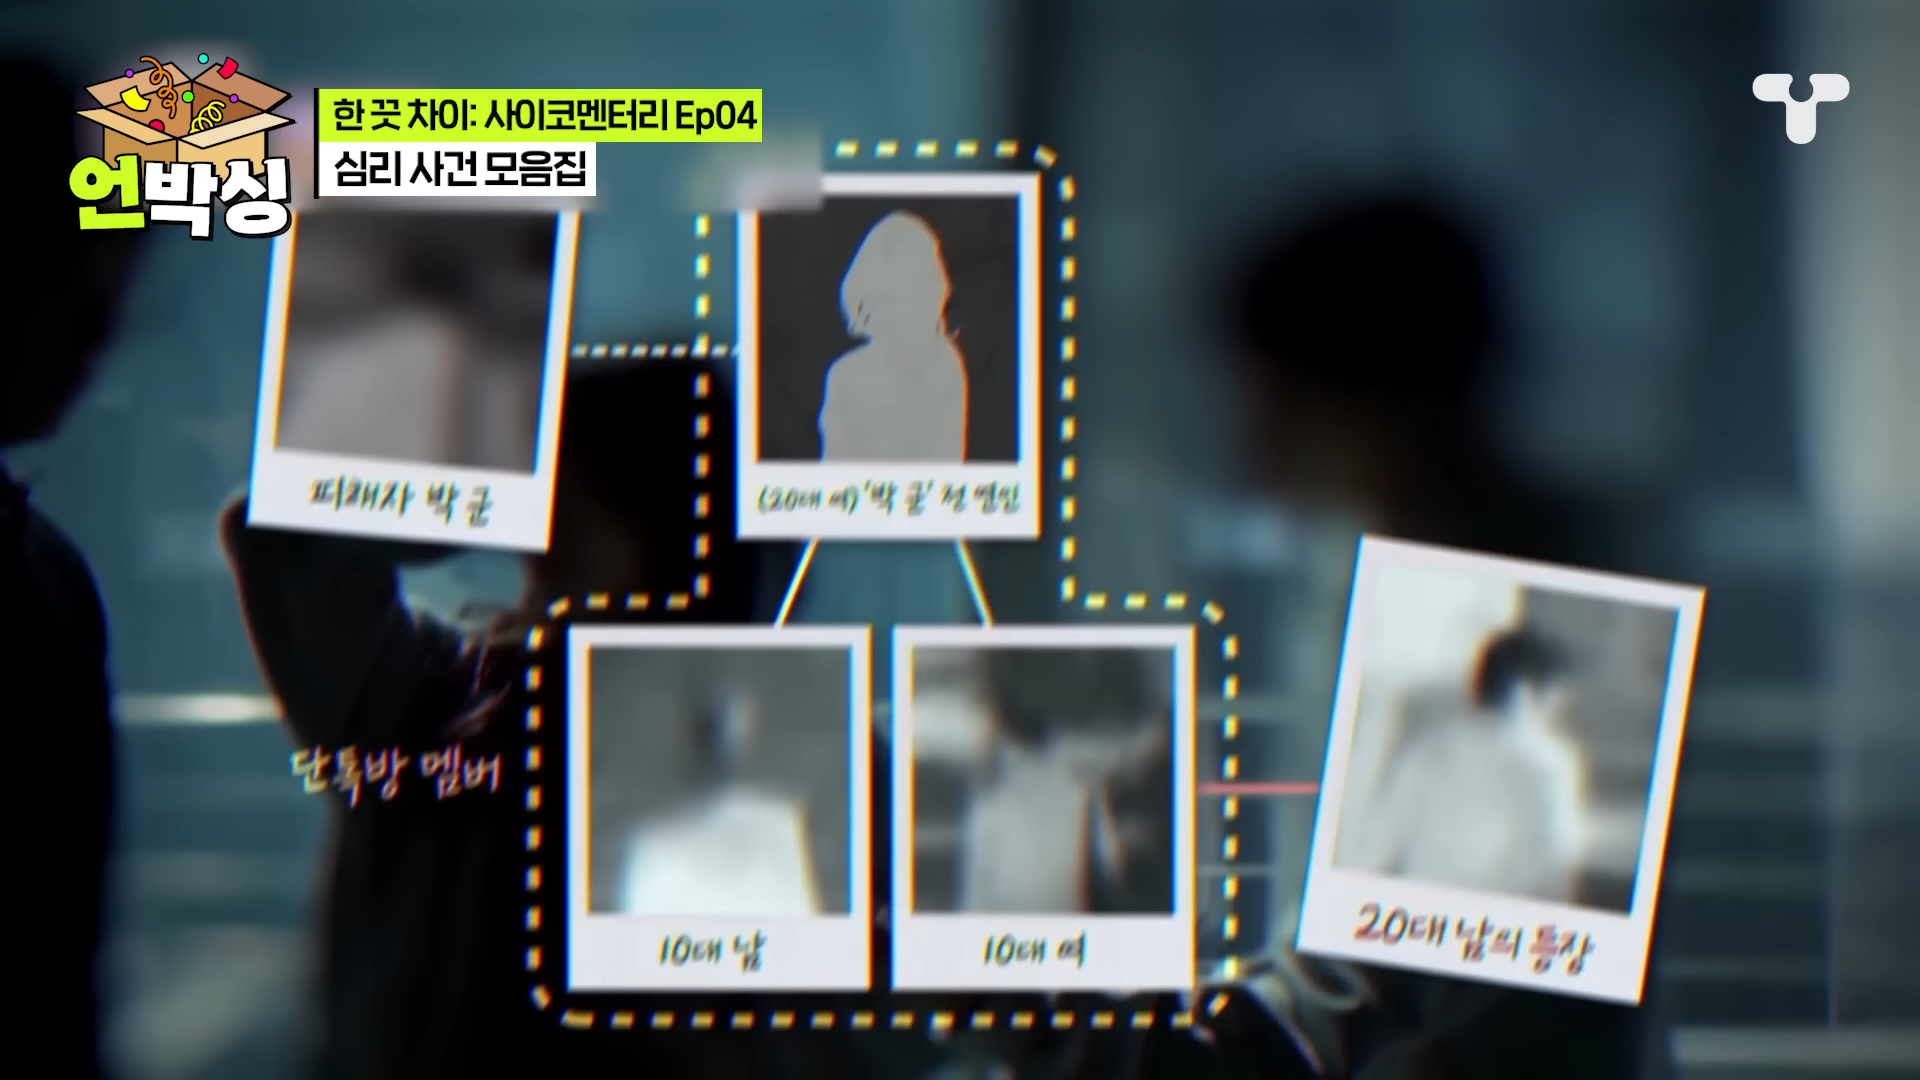 언박싱
한 끗 차이: 사이코멘터리 Ep04
심리 사건 모음집
피해자 박 군
(20대 여) '박 군' 전 연인
단톡방 멤버
10대 남
10대 여
20대 남의 등장